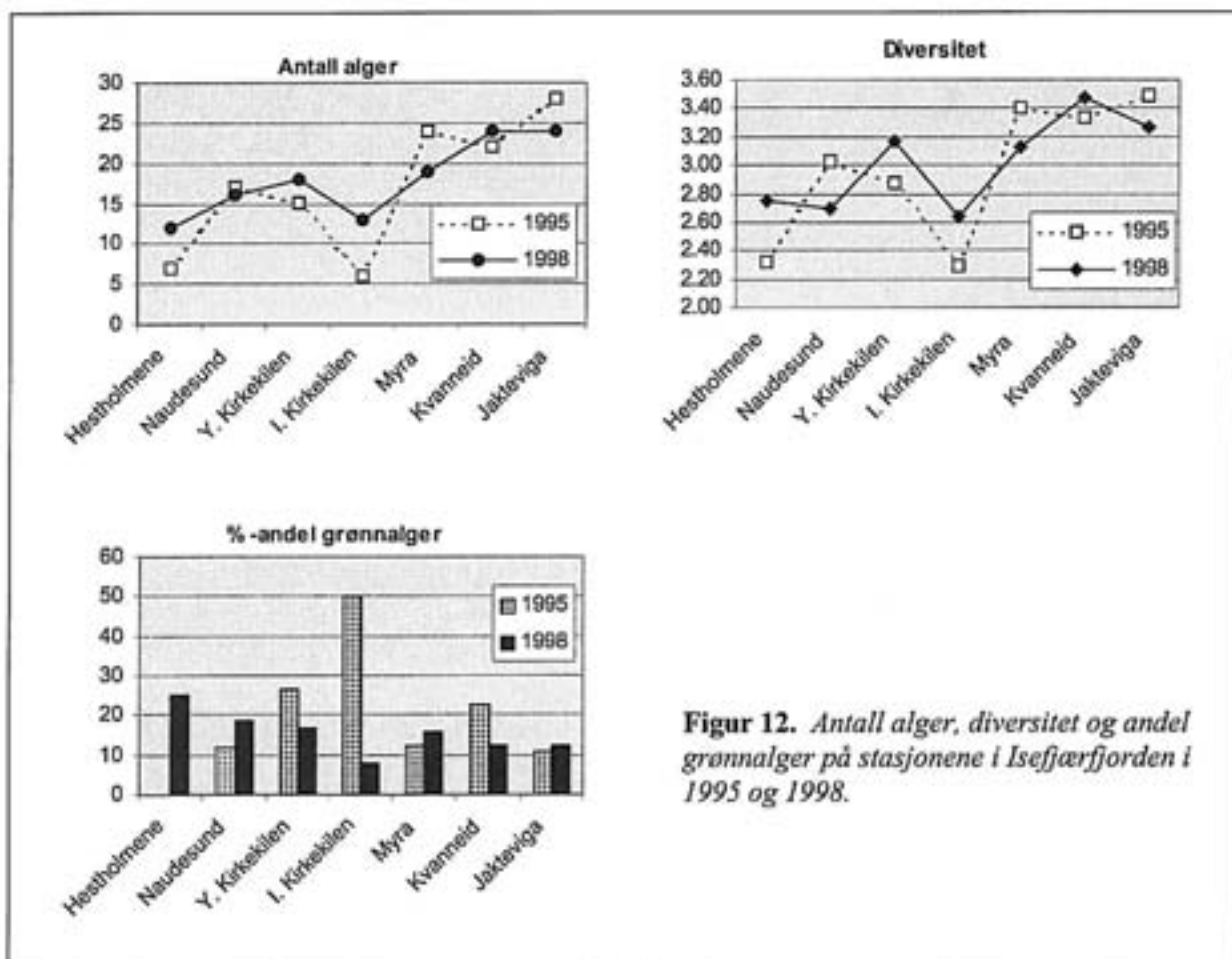 Antall alger
30
25
20
15
10
5
0
1995
1998
Hestholmene
Naudesund
Y. Kirkekilen
I. Kirkekilen
Myra
Kvanneid
Jakteviga
Diversitet
3.60
3.40
3.20
3.00
2.80
2.60
2.40
2.20
2.00
1995
1998
Hestholmene
Naudesund
Y. Kirkekilen
I. Kirkekilen
Myra
Kvanneid
Jakteviga
% -andel grønnalger
60
50
40
30
20
10
0
1995
1998
Hestholmene
Naudesund
Y. Kirkekilen
I. Kirkekilen
Myra
Kvanneid
Jakteviga
Figur 12. Antall alger, diversitet og andel
grønnalger på stasjonene i Isefjærfjorden i
1995 og 1998.